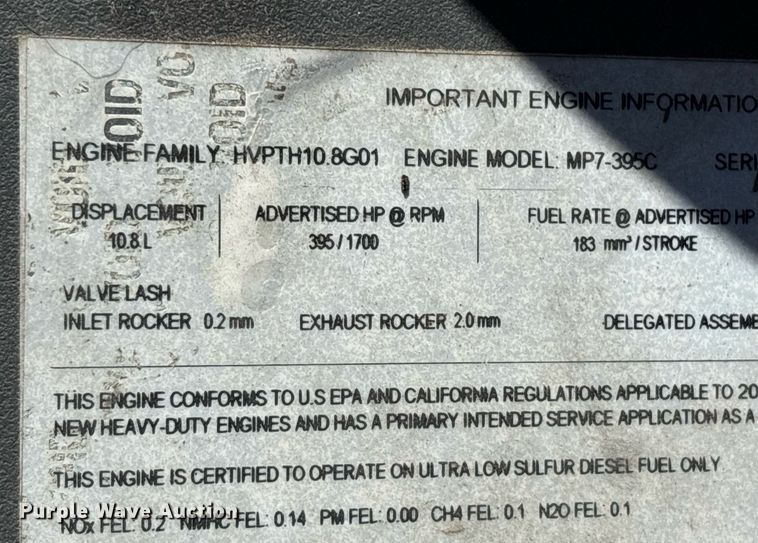 IMPORTANT ENGINE INFORMATIO
ENGINE FAMILY: HVPTH10.8G01 ENGINE MODEL: MP7-395C SERI
DISPLACEMENT ADVERTISED HP @ RPM FUEL RATE @ ADVERTISED HP
10.8 L 395 / 1700 183 mm³ / STROKE
VALVE LASH
INLET ROCKER 0.2 mm EXHAUST ROCKER 2.0 mm DELEGATED ASSEMB
THIS ENGINE CONFORMS TO U.S EPA AND CALIFORNIA REGULATIONS APPLICABLE TO 20
NEW HEAVY-DUTY ENGINES AND HAS A PRIMARY INTENDED SERVICE APPLICATION AS A
THIS ENGINE IS CERTIFIED TO OPERATE ON ULTRA LOW SULFUR DIESEL FUEL ONLY
NOx FEL: 0.2 NMHC FEL: 0.14 PM FEL: 0.00 CH4 FEL: 0.1 N2O FEL: 0.1
Purple Wave Auction